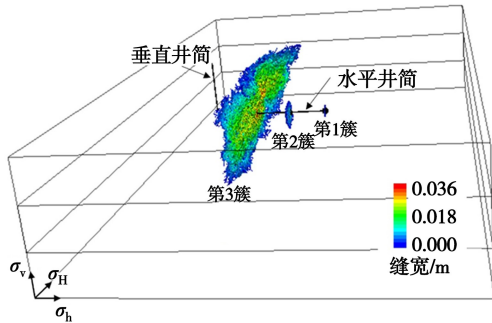 垂直井筒
水平井筒
第1簇
第2簇
第3簇
0.036
0.018
0.000
缝宽/m
σv
σH
σh